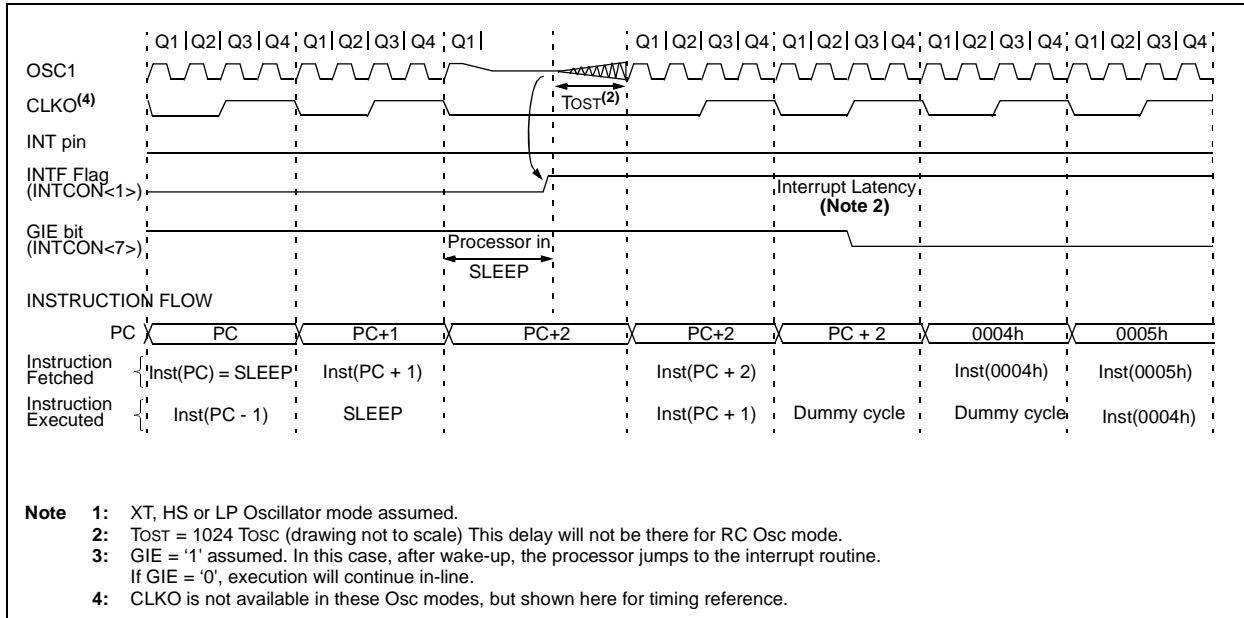 Q1 Q2 Q3 Q4 Q1 Q2 Q3 Q4 Q1 Q1 Q2 Q3 Q4 Q1 Q2 Q3 Q4 Q1 Q2 Q3 Q4 Q1 Q2 Q3 Q4
OSC1
TOST(2)
CLKO(4)
INT pin
INTF Flag
(INTCON<1>)
Interrupt Latency
(Note 2)
GIE bit
(INTCON<7>)
Processor in
SLEEP
INSTRUCTION FLOW
PC PC PC+1 PC+2 PC+2 PC + 2 0004h 0005h
Instruction
Fetched
Inst(PC) = SLEEP Inst(PC + 1) Inst(PC + 2) Inst(0004h) Inst(0005h)
Instruction
Executed
Inst(PC - 1) SLEEP Inst(PC + 1) Dummy cycle Dummy cycle Inst(0004h)
Note 1: XT, HS or LP Oscillator mode assumed.
2: TOST = 1024 TOSC (drawing not to scale) This delay will not be there for RC Osc mode.
3: GIE = '1' assumed. In this case, after wake-up, the processor jumps to the interrupt routine.
If GIE = '0', execution will continue in-line.
4: CLKO is not available in these Osc modes, but shown here for timing reference.